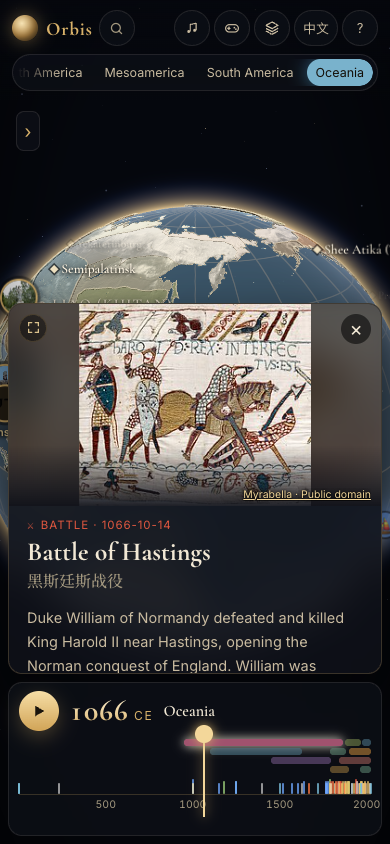 Orbis
中文
?
America
Mesoamerica
South America
Oceania
Semipalatinsk
Shee Atiká
HAROLD:REX:INTERFEC
TVS:EST
Myrabella · Public domain
BATTLE · 1066-10-14
Battle of Hastings
黑斯廷斯战役
Duke William of Normandy defeated and killed
King Harold II near Hastings, opening the
Norman conquest of England. William was
1066 CE Oceania
500
1000
1500
2000